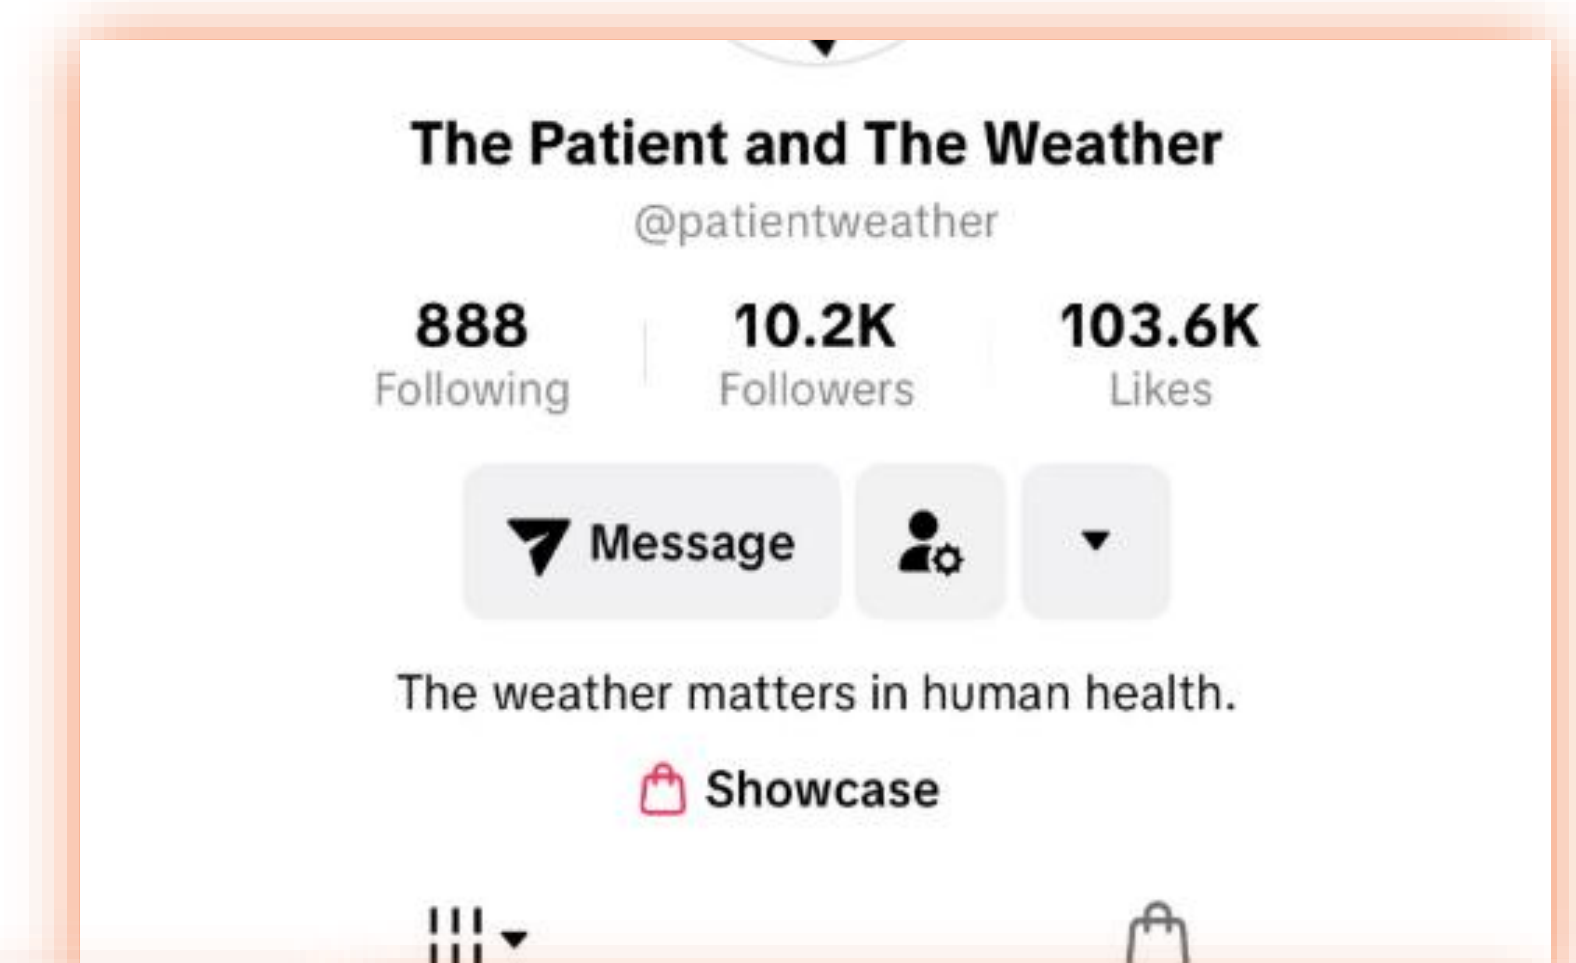 The Patient and The Weather
@patientweather
888 10.2K 103.6K
Following Followers Likes
Message
The weather matters in human health.
Showcase